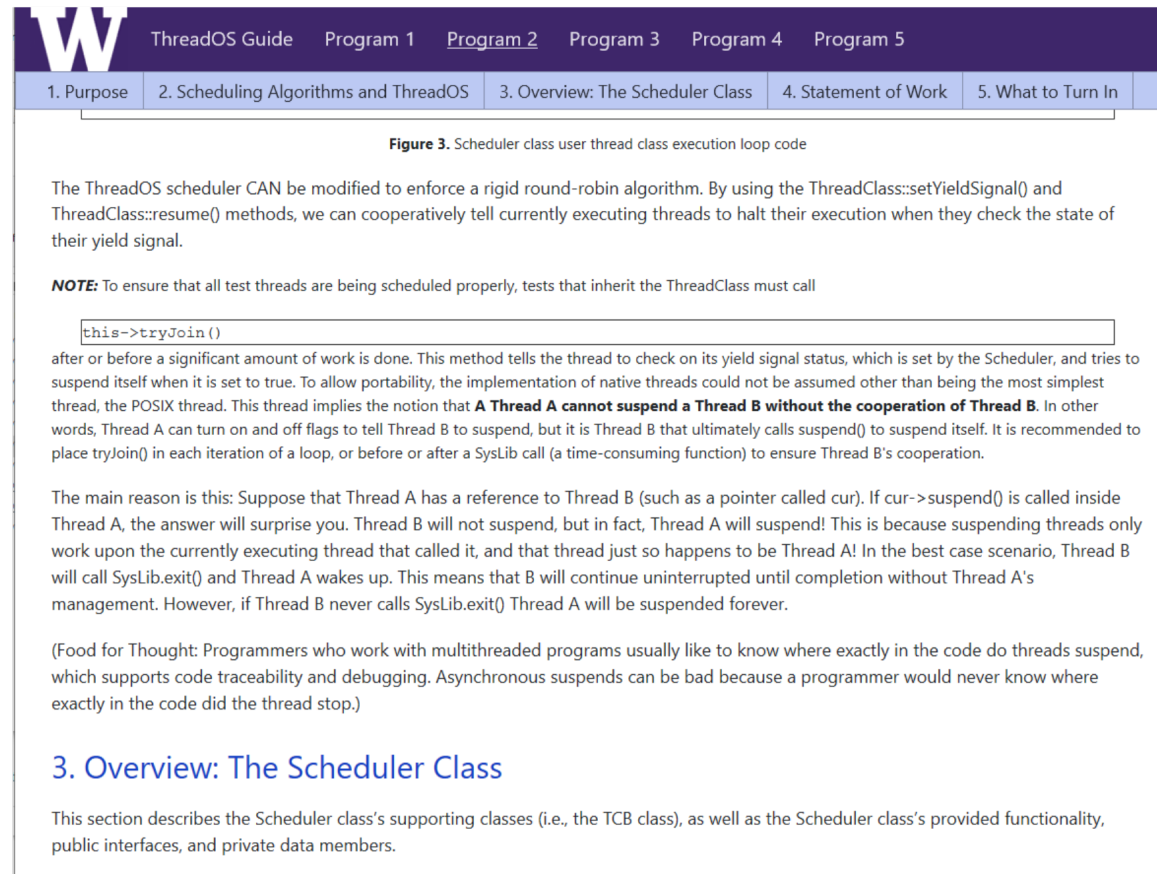 W
ThreadOS Guide Program 1 Program 2 Program 3 Program 4 Program 5
1. Purpose 2. Scheduling Algorithms and ThreadOS 3. Overview: The Scheduler Class 4. Statement of Work 5. What to Turn In
Figure 3. Scheduler class user thread class execution loop code
The ThreadOS scheduler CAN be modified to enforce a rigid round-robin algorithm. By using the ThreadClass::setYieldSignal() and
ThreadClass::resume() methods, we can cooperatively tell currently executing threads to halt their execution when they check the state of
their yield signal.
NOTE: To ensure that all test threads are being scheduled properly, tests that inherit the ThreadClass must call
this->tryJoin()
after or before a significant amount of work is done. This method tells the thread to check on its yield signal status, which is set by the Scheduler, and tries to
suspend itself when it is set to true. To allow portability, the implementation of native threads could not be assumed other than being the most simplest
thread, the POSIX thread. This thread implies the notion that A Thread A cannot suspend a Thread B without the cooperation of Thread B. In other
words, Thread A can turn on and off flags to tell Thread B to suspend, but it is Thread B that ultimately calls suspend() to suspend itself. It is recommended to
place tryJoin() in each iteration of a loop, or before or after a SysLib call (a time-consuming function) to ensure Thread B's cooperation.
The main reason is this: Suppose that Thread A has a reference to Thread B (such as a pointer called cur). If cur->suspend() is called inside
Thread A, the answer will surprise you. Thread B will not suspend, but in fact, Thread A will suspend! This is because suspending threads only
work upon the currently executing thread that called it, and that thread just so happens to be Thread A! In the best case scenario, Thread B
will call SysLib.exit() and Thread A wakes up. This means that B will continue uninterrupted until completion without Thread A's
management. However, if Thread B never calls SysLib.exit() Thread A will be suspended forever.
(Food for Thought: Programmers who work with multithreaded programs usually like to know where exactly in the code do threads suspend,
which supports code traceability and debugging. Asynchronous suspends can be bad because a programmer would never know where
exactly in the code did the thread stop.)
3. Overview: The Scheduler Class
This section describes the Scheduler class's supporting classes (i.e., the TCB class), as well as the Scheduler class's provided functionality,
public interfaces, and private data members.